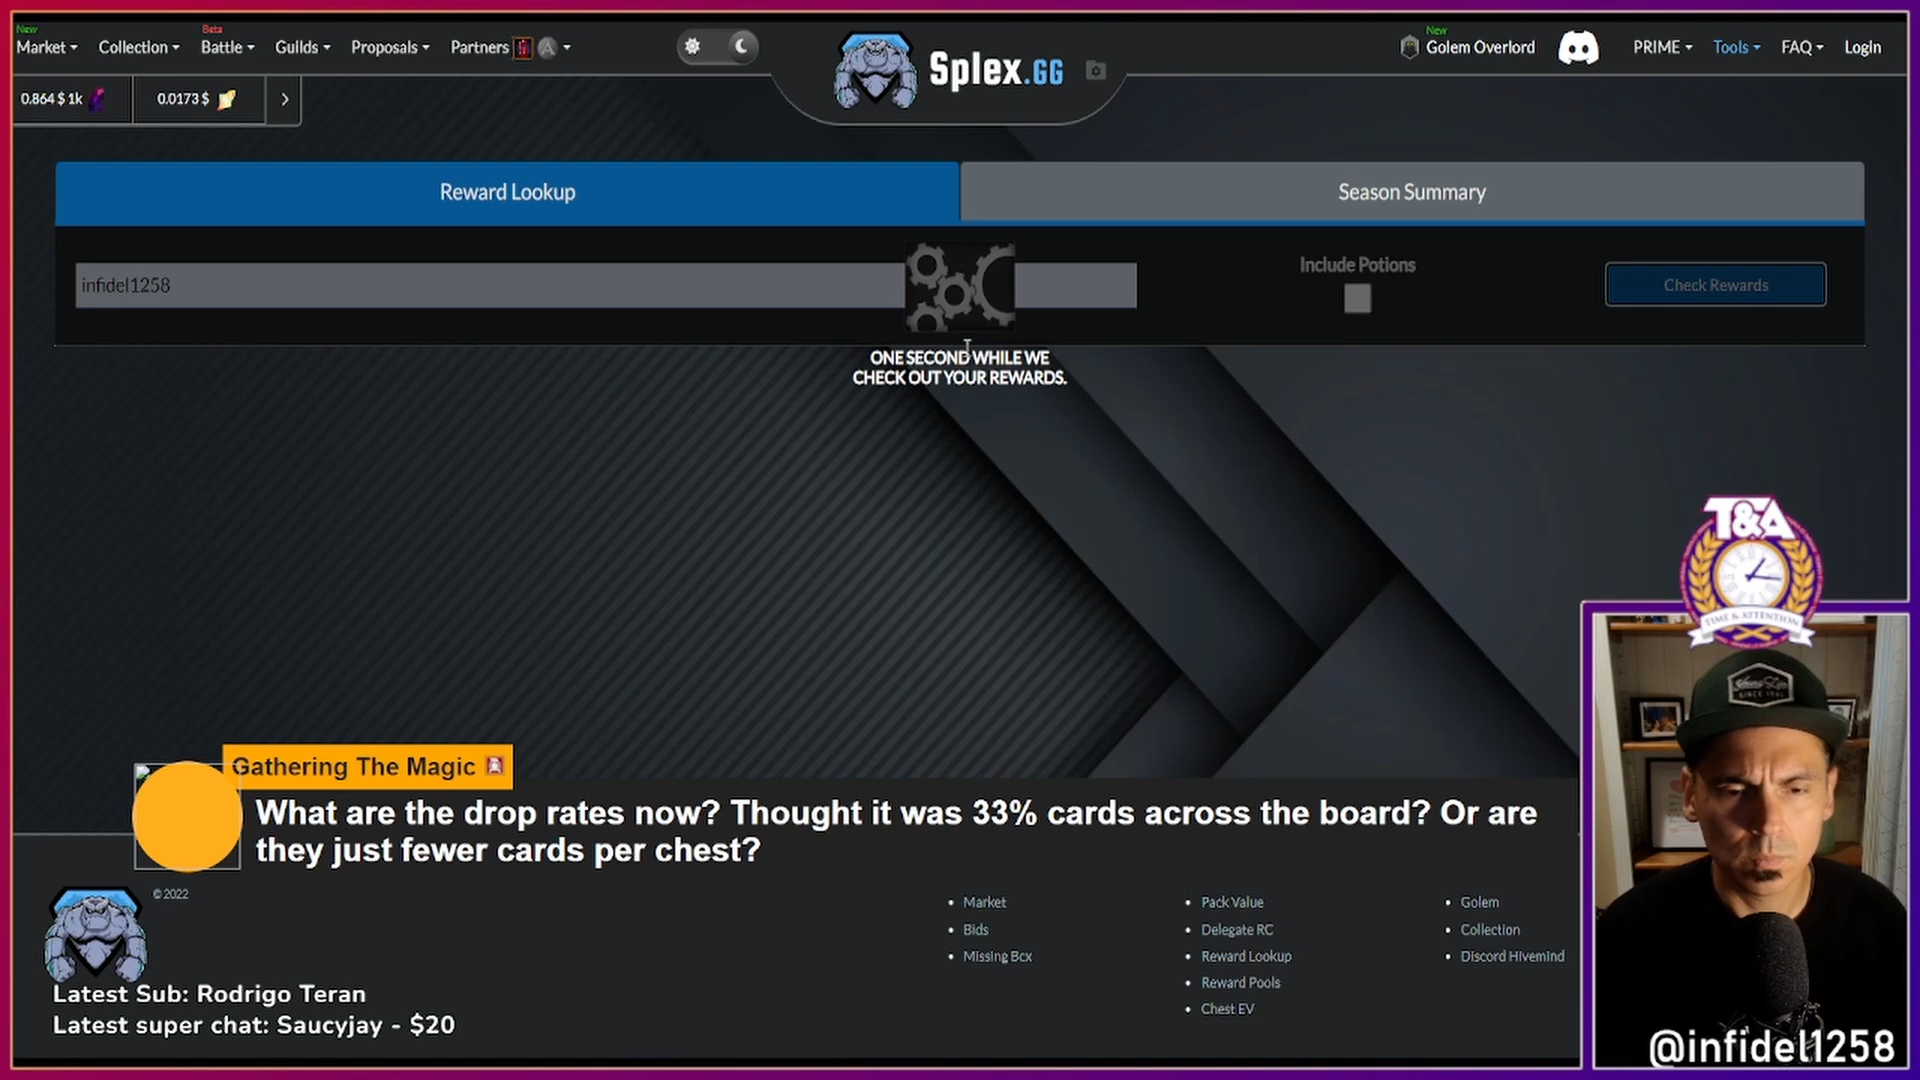 New
Market
Collection
Beta
Battle
Guilds
Proposals
Partners
Splex.GG
New
Golem Overlord
PRIME
Tools
FAQ
Login
0.864 $ 1k
0.0173 $
Reward Lookup
Season Summary
infidel1258
Include Potions
Check Rewards
ONE SECOND WHILE WE
CHECK OUT YOUR REWARDS.
T&A
TIME & ATTENTION
SINCE
Gathering The Magic
What are the drop rates now? Thought it was 33% cards across the board? Or are
they just fewer cards per chest?
© 2022
Market
Bids
Missing Bcx
Pack Value
Delegate RC
Reward Lookup
Reward Pools
Chest EV
Golem
Collection
Discord Hivemind
Latest Sub: Rodrigo Teran
Latest super chat: Saucyjay - $20
@infidel1258